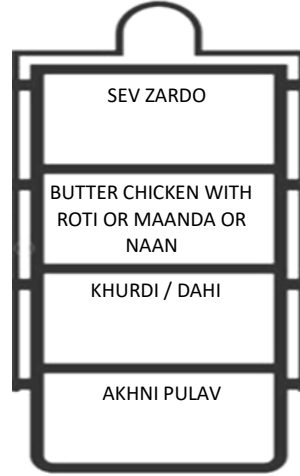 SEV ZARDO
BUTTER CHICKEN WITH
ROTI OR MAANDA OR
NAAN
KHURDI / DAHI
AKHNI PULAV